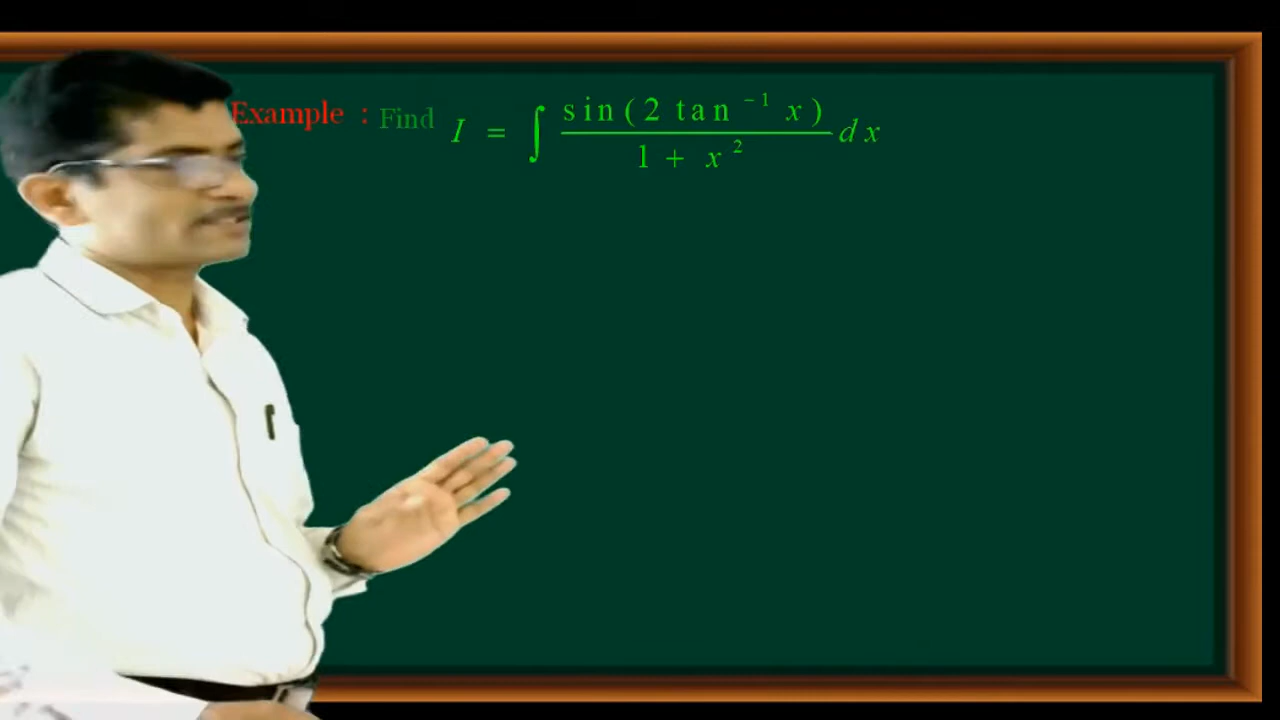 Example : Find I = ∫ sin(2 tan⁻¹ x) / (1 + x²) dx